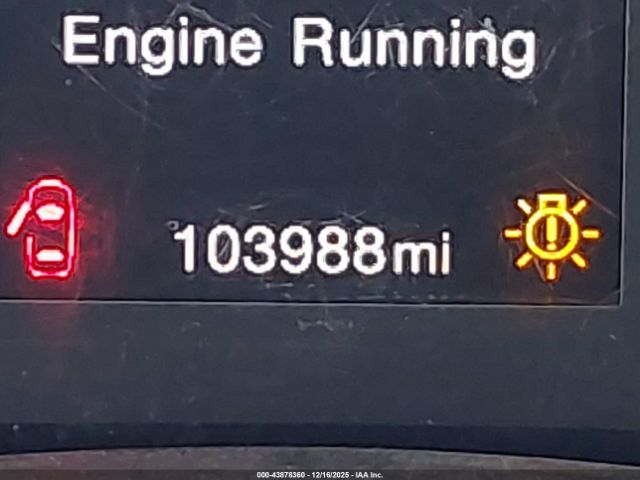 Engine Running
103988mi
000-43878360 - 12/16/2025 - IAA Inc.